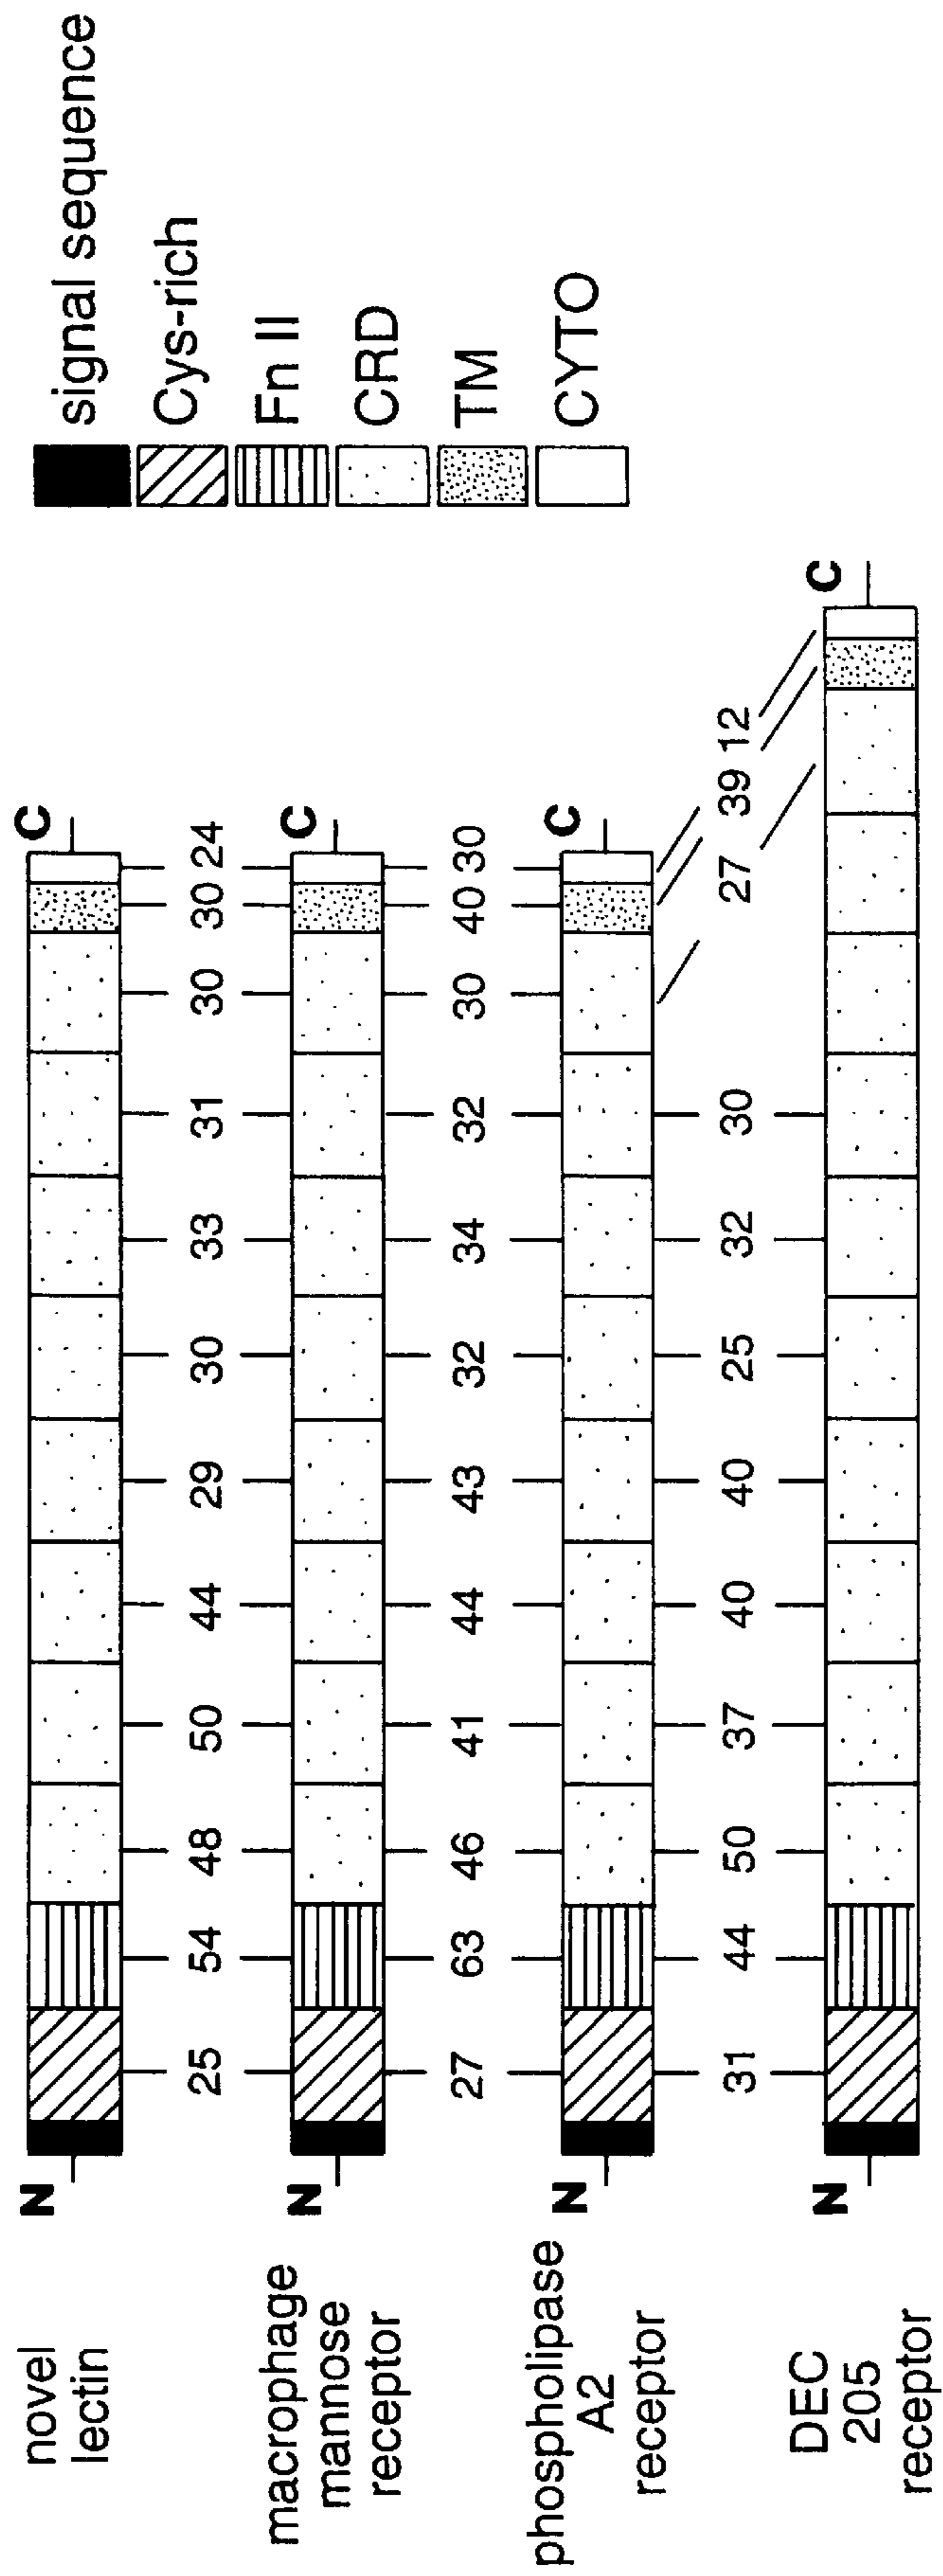 novel
lectin
N
C
25 54 48 50 44 29 30 33 31 30 30 24
macrophage
mannose
receptor
N
C
27 63 46 41 44 43 32 34 32 30 40 30
phospholipase
A2
receptor
N
C
31 44 50 37 40 40 25 32 30 27 39 12
DEC
205
receptor
N
C
signal sequence
Cys-rich
Fn II
CRD
TM
CYTO